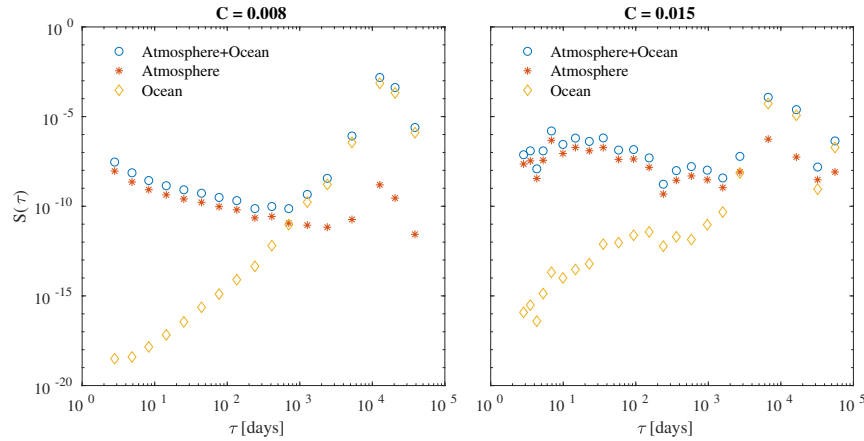 C = 0.008
10^0
10^-5
10^-10
10^-15
10^-20
S(τ)
Atmosphere+Ocean
Atmosphere
Ocean
10^0 10^1 10^2 10^3 10^4 10^5
τ [days]
C = 0.015
Atmosphere+Ocean
Atmosphere
Ocean
10^0 10^1 10^2 10^3 10^4 10^5
τ [days]